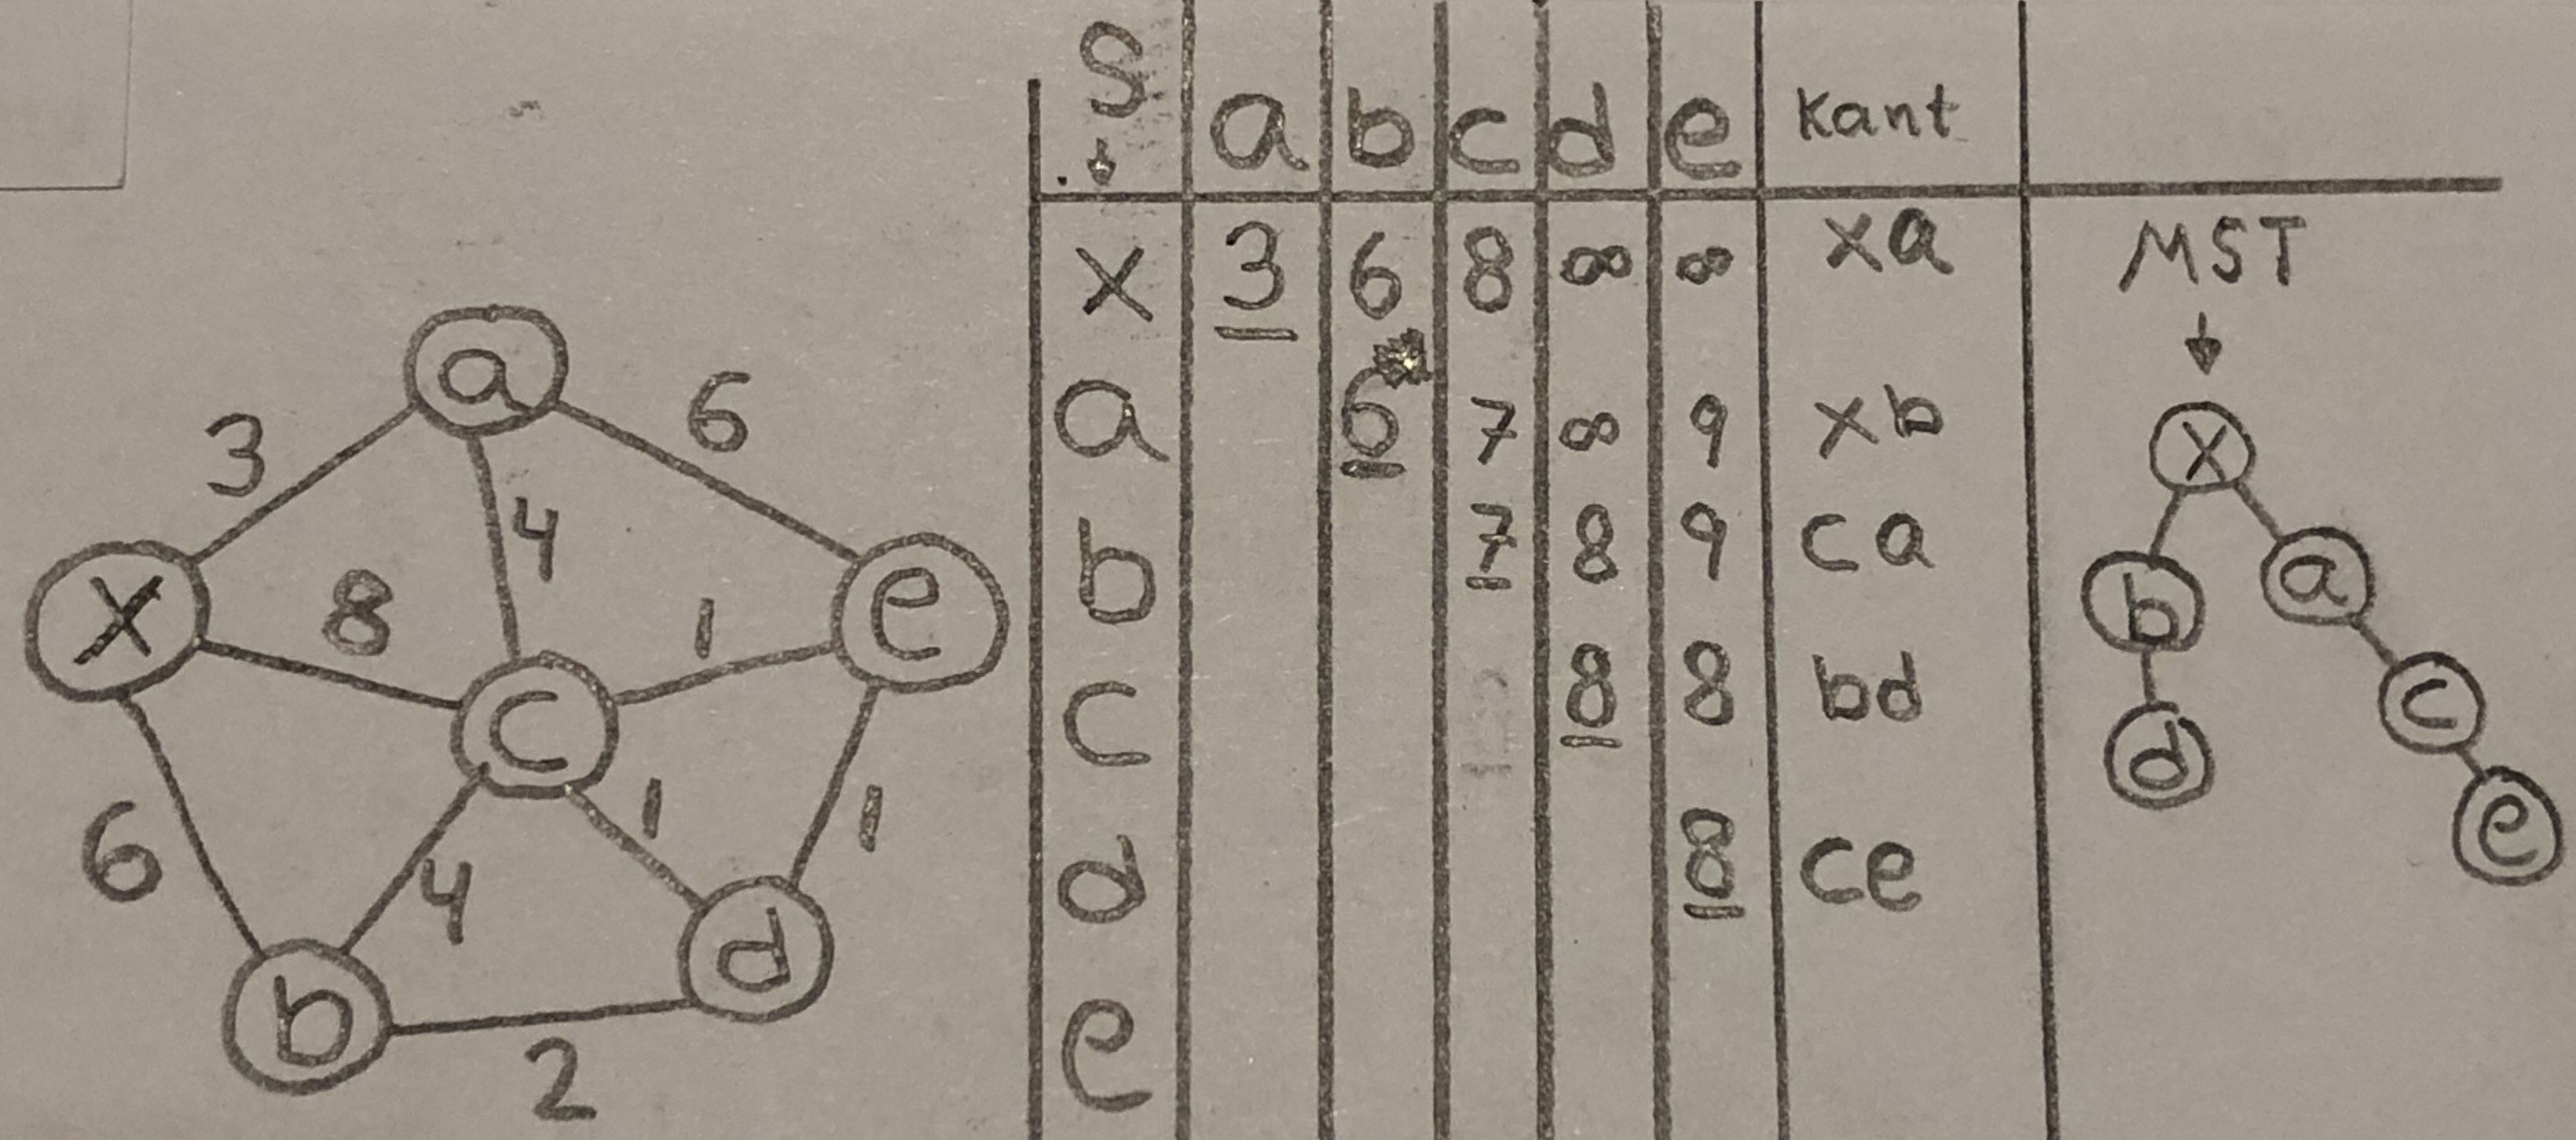 S a b c d e Kant
↓
x 3 6 8 ∞ ∞ xa MST
↓
a 6 7 ∞ 9 xb
b 7 8 9 ca
c 8 8 bd
d 8 ce
e
a
3 6
4
x 8 1 e
c
6 4 1 1
b d
2
x
b a
d c
e